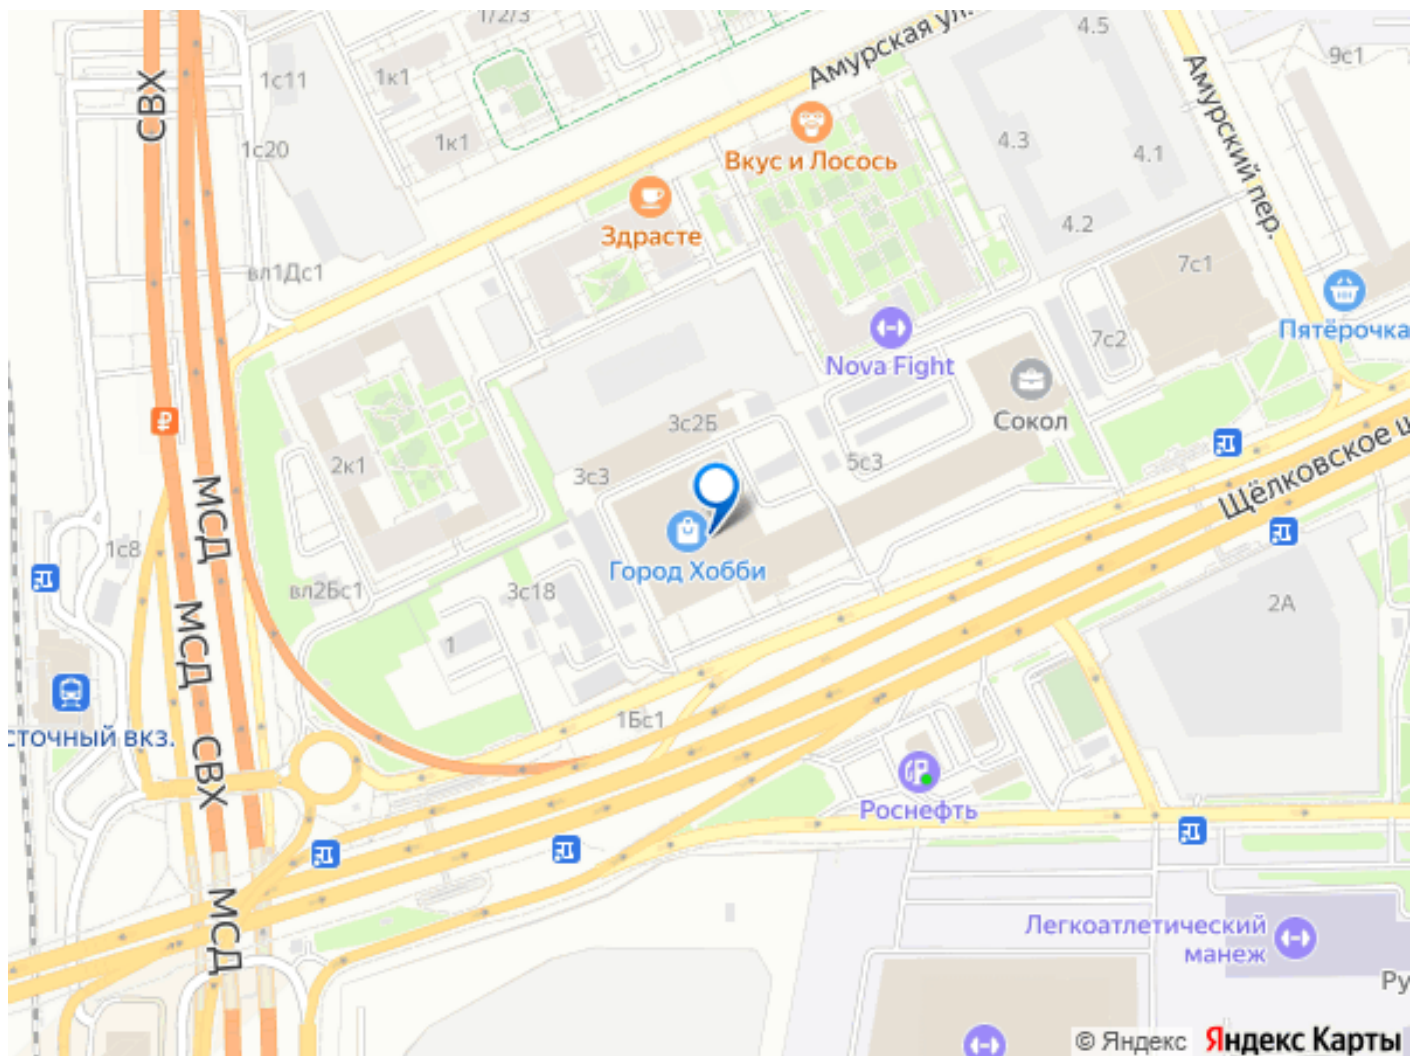 1/2/3
4.5
9с1
Амурская ул.
СВХ
1с11
1к1
Амурский пер.
1к1
1с20
Вкус и Лосось
4.3
4.1
Здрасте
4.2
вл1Дс1
7с1
Пятёрочка
7с2
Nova Fight
₽
3с2Б
Сокол
2к1
3с3
5с3
Щёлковское ш
МСД
1с8
Город Хобби
вл2Бс1
3с18
2А
1
МСД
1Бс1
сточный вкз.
СВХ
Роснефть
МСД
Легкоатлетический
манеж
Ру
© Яндекс Яндекс Карты